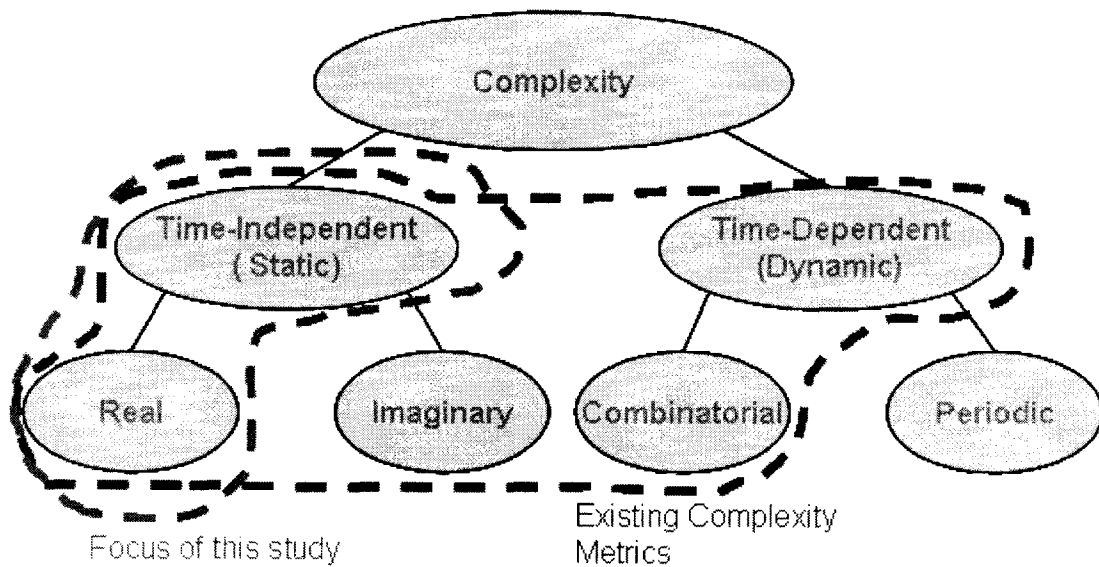 Complexity
Time-Independent
( Static)
Time-Dependent
(Dynamic)
Real
Imaginary
Combinatorial
Periodic
Focus of this study
Existing Complexity
Metrics